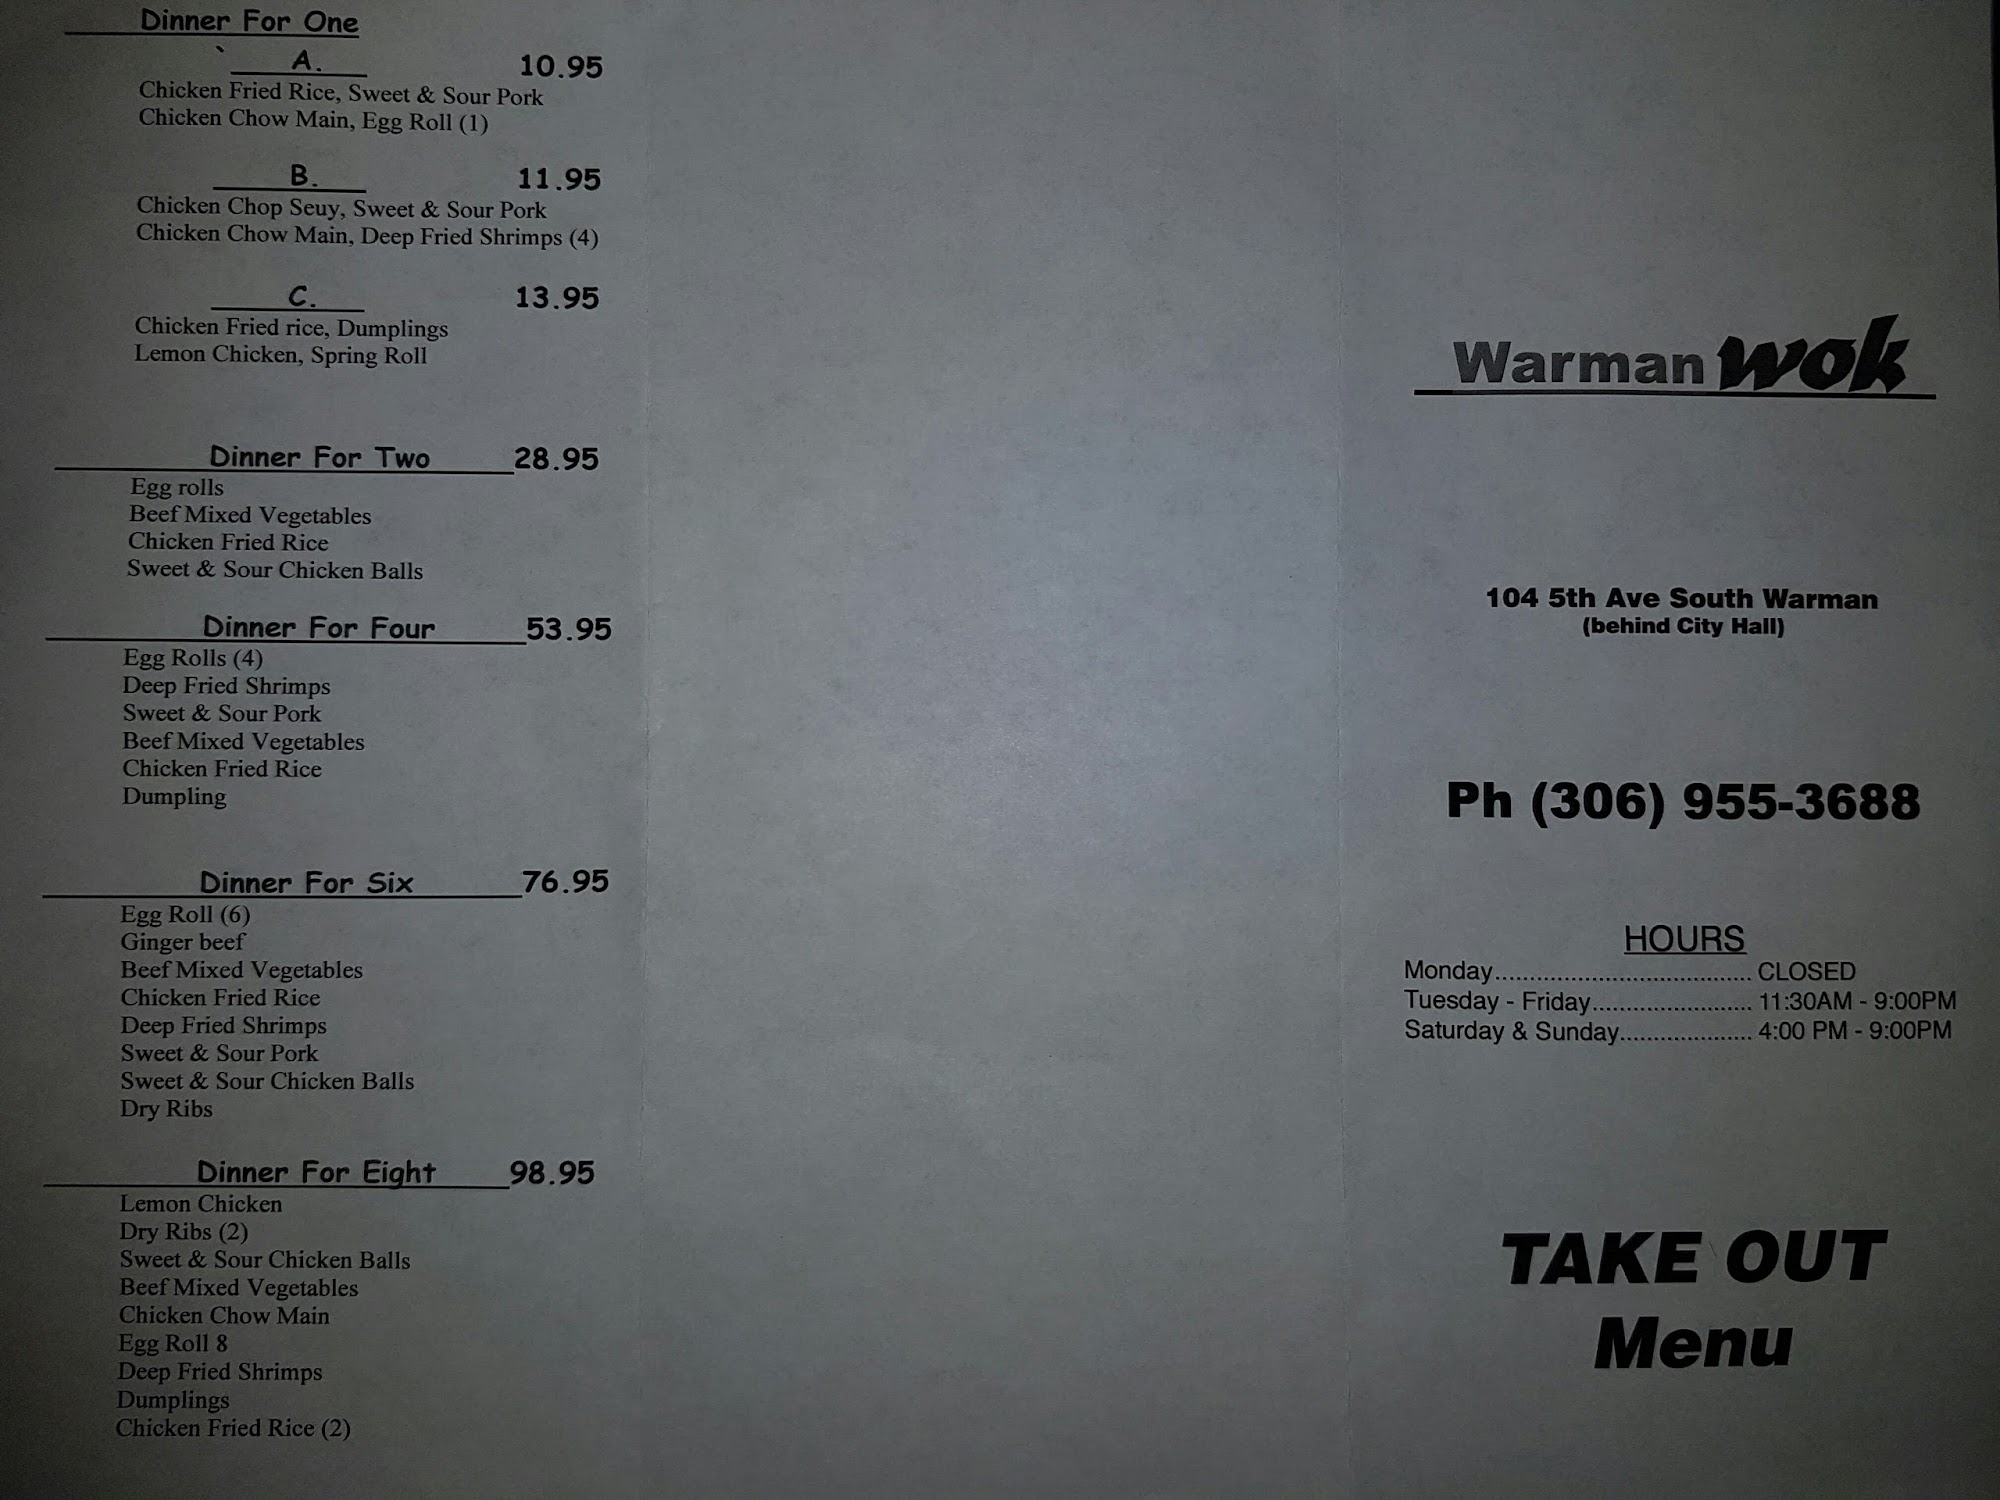 Dinner For One
A. 10.95
Chicken Fried Rice, Sweet & Sour Pork
Chicken Chow Main, Egg Roll (1)
B. 11.95
Chicken Chop Seuy, Sweet & Sour Pork
Chicken Chow Main, Deep Fried Shrimps (4)
C. 13.95
Chicken Fried rice, Dumplings
Lemon Chicken, Spring Roll
Dinner For Two 28.95
Egg rolls
Beef Mixed Vegetables
Chicken Fried Rice
Sweet & Sour Chicken Balls
Dinner For Four 53.95
Egg Rolls (4)
Deep Fried Shrimps
Sweet & Sour Pork
Beef Mixed Vegetables
Chicken Fried Rice
Dumpling
Dinner For Six 76.95
Egg Roll (6)
Ginger beef
Beef Mixed Vegetables
Chicken Fried Rice
Deep Fried Shrimps
Sweet & Sour Pork
Sweet & Sour Chicken Balls
Dry Ribs
Dinner For Eight 98.95
Lemon Chicken
Dry Ribs (2)
Sweet & Sour Chicken Balls
Beef Mixed Vegetables
Chicken Chow Main
Egg Roll 8
Deep Fried Shrimps
Dumplings
Chicken Fried Rice (2)
Warman wok
104 5th Ave South Warman
(behind City Hall)
Ph (306) 955-3688
HOURS
Monday..................................... CLOSED
Tuesday - Friday....................... 11:30AM - 9:00PM
Saturday & Sunday.................... 4:00 PM - 9:00PM
TAKE OUT
Menu